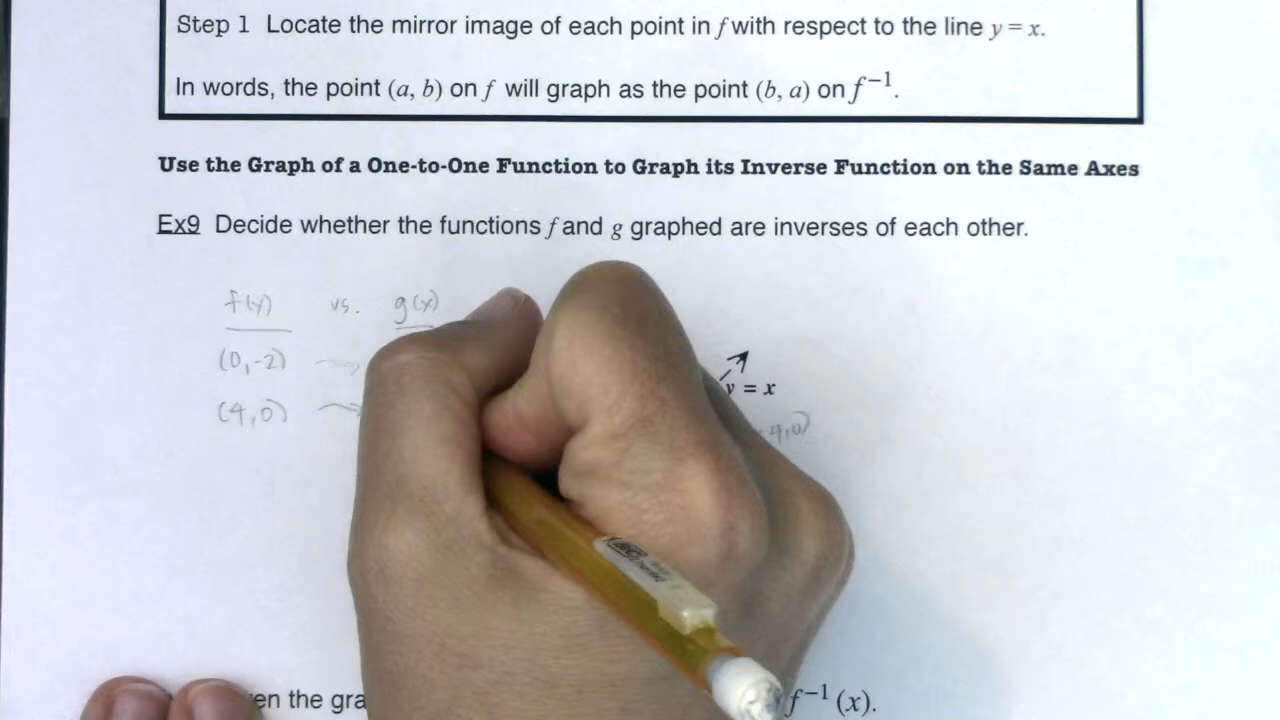 Step 1 Locate the mirror image of each point in f with respect to the line y = x.
In words, the point (a, b) on f will graph as the point (b, a) on f⁻¹.
Use the Graph of a One-to-One Function to Graph its Inverse Function on the Same Axes
Ex9 Decide whether the functions f and g graphed are inverses of each other.
f(x) vs. g(x)
(0,-2) →
(4,0) →
y = x
4,0)
en the gra f⁻¹ (x).